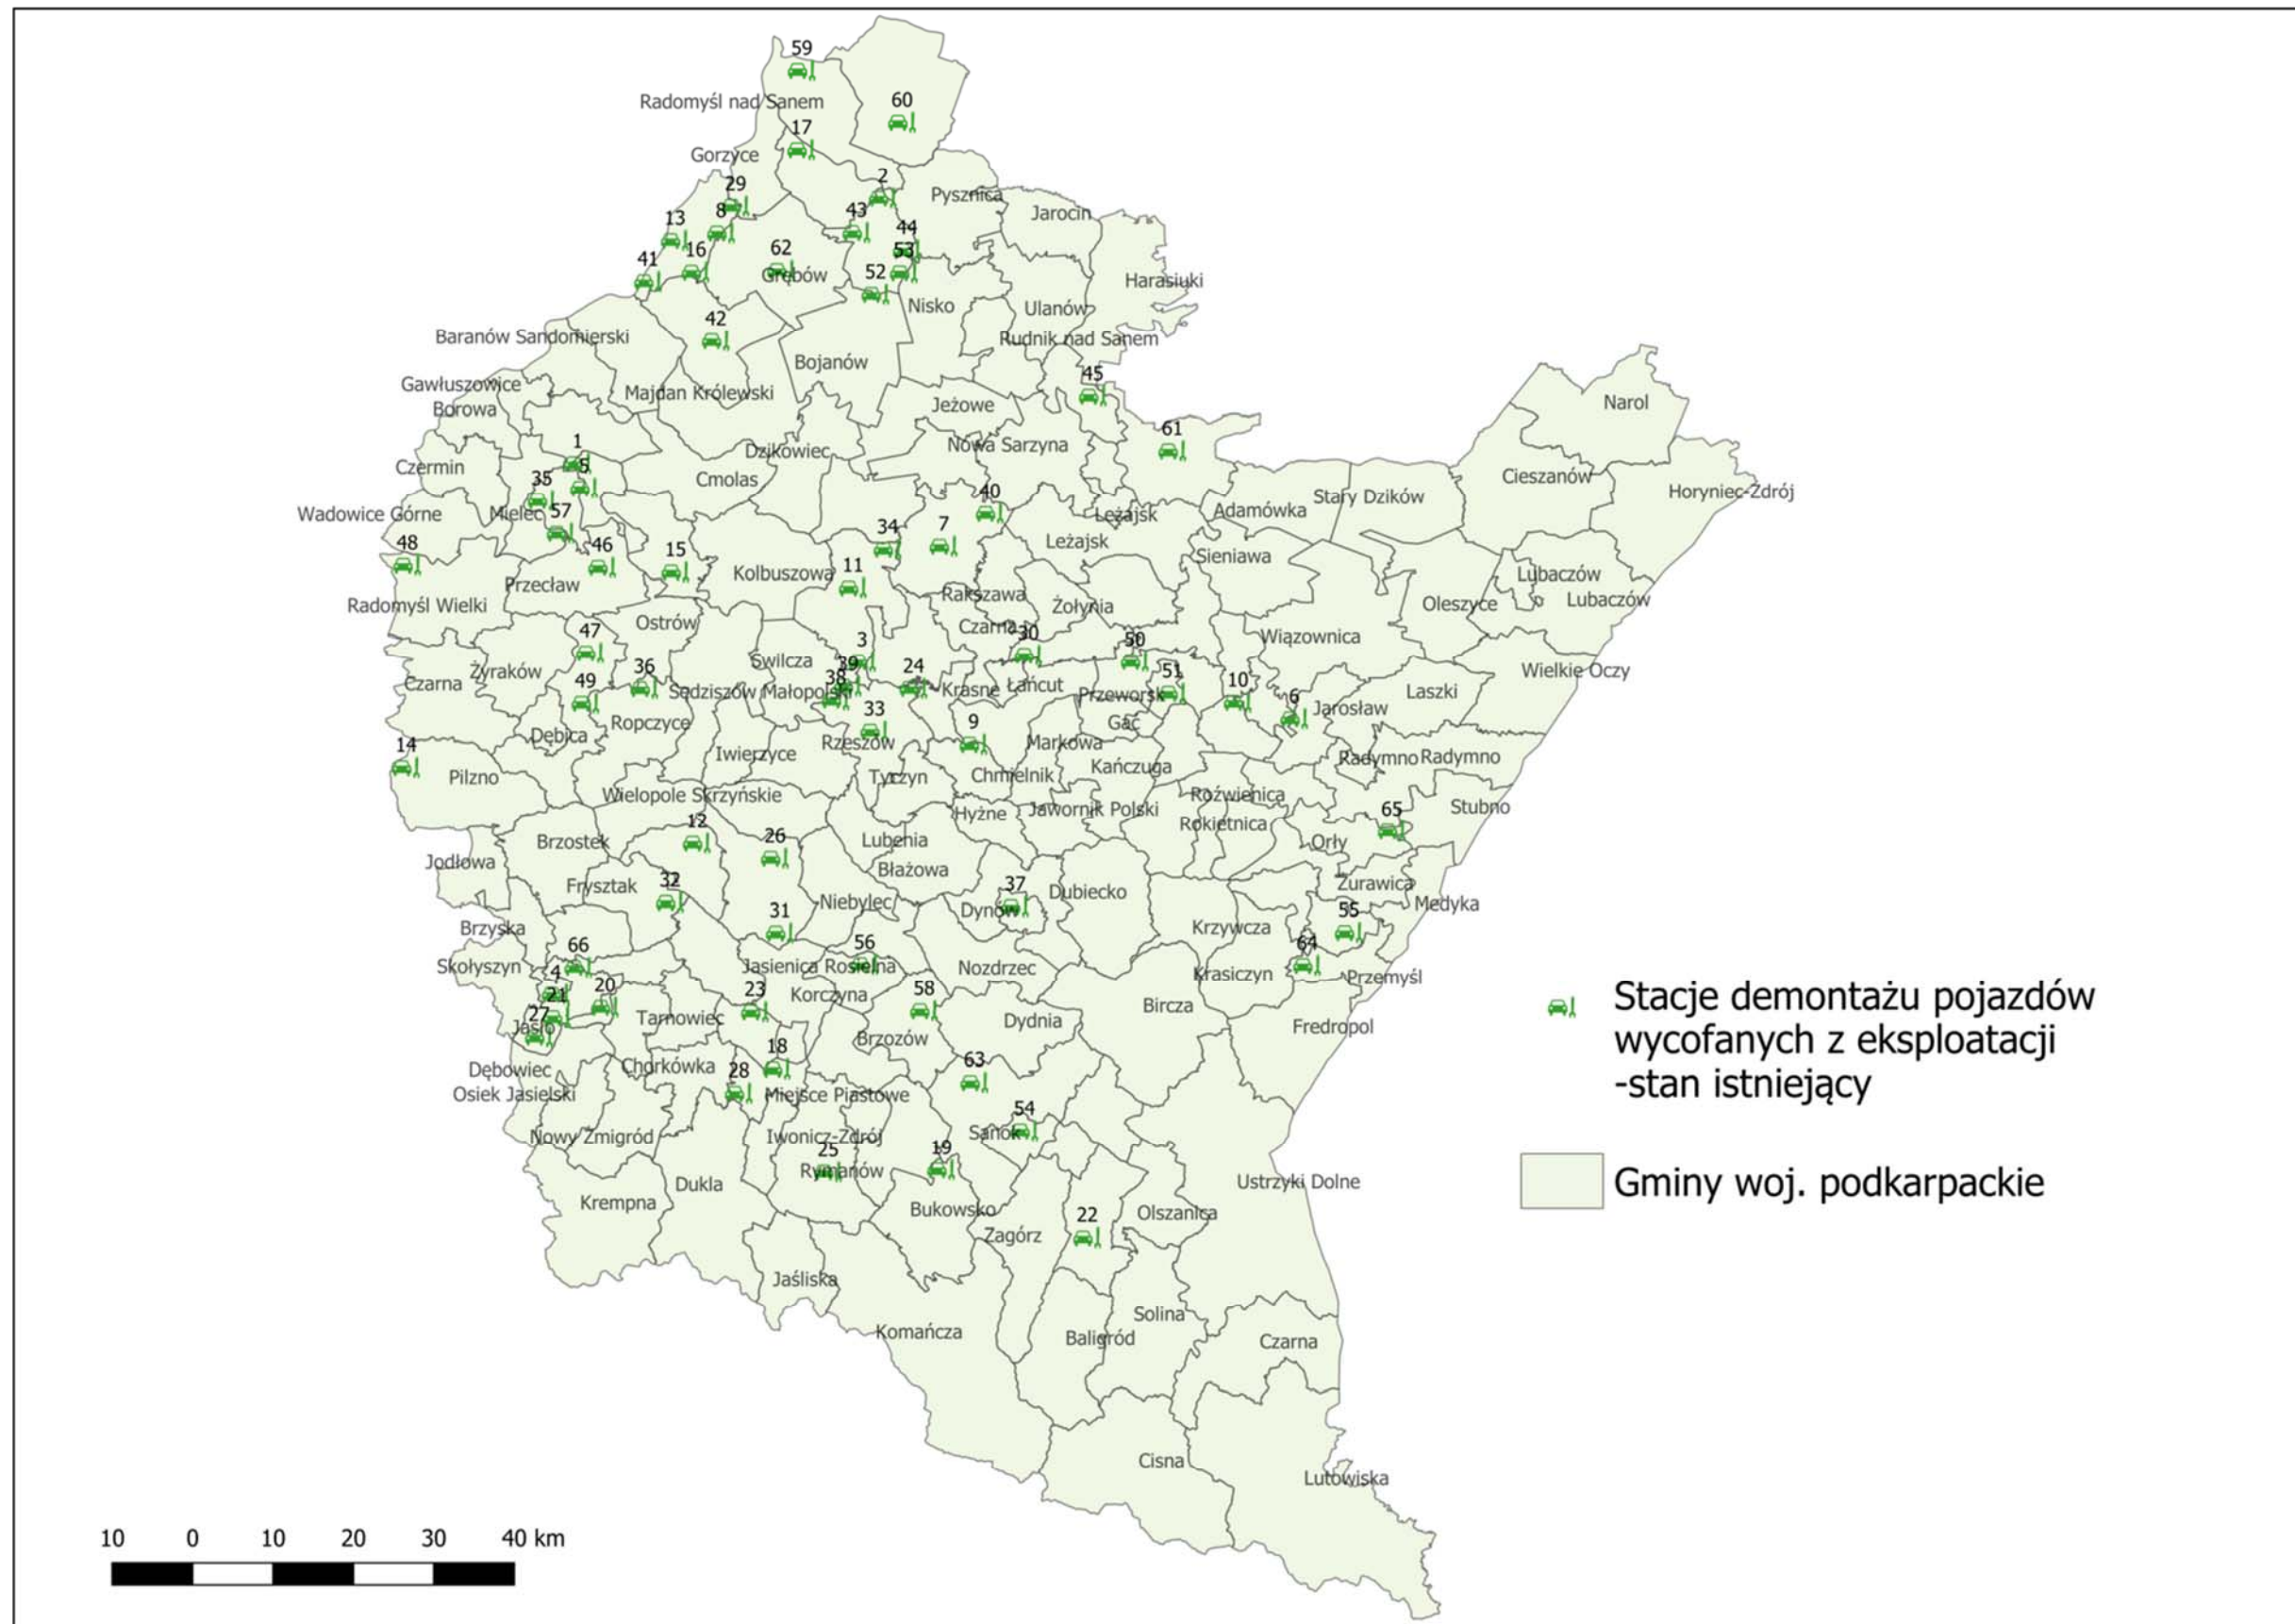 59
60
Radomyśl nad Sanem
17
Gorzyce
29
2
Pysznica
Jarocin
13
8
43
44
41
16
62
53
52
Grębów
Harasiuki
Nisko
Ulanów
42
Baranów Sandomierski
Rudnik nad Sanem
Bojanów
45
Gawłuszowice
Majdan Królewski
Narol
Borowa
Jeżowe
61
1
Dzikowiec
Nowa Sarzyna
Czermin
5
35
Cmolas
Cieszanów
40
Stary Dzików
Horyniec-Zdrój
Wadowice Górne
Mielec
57
Leżajsk
Adamówka
34
7
48
46
15
Leżajsk
Sieniawa
Kolbuszowa
11
Lubaczów
Przecław
Rakszawa
Żołynia
Oleszyce
Lubaczów
Radomyśl Wielki
Ostrów
Czarna
47
3
30
50
Wiązownica
Świlcza
39
24
Żyraków
36
51
Wielkie Oczy
Czarna
49
Sędziszów Małopolski
38
Krasne
Łańcut
Przeworsk
10
6
Laszki
Ropczyce
33
9
Gać
Jarosław
Dębica
14
Iwierzyce
Rzeszów
Markowa
Radymno
Radymno
Pilzno
Tyczyn
Chmielnik
Kańczuga
Wielopole Skrzyńskie
Hyżne
Jawornik Polski
Roźwienica
Stubno
65
12
26
Rokietnica
Brzostek
Lubenia
Orły
Jodłowa
Błażowa
Frysztak
32
37
Dubiecko
Żurawica
31
Niebylec
Dynów
Medyka
Brzyska
55
Krzywcza
66
56
64
Skołyszyn
4
Jasienica Rosielna
Nozdrzec
Krasiczyn
Przemyśl
21
20
23
Korczyna
58
27
Bircza
Jasło
Tarnowiec
Dydnia
Fredropol
18
Brzozów
Dębowiec
Chorkówka
28
63
Osiek Jasielski
Miejsce Piastowe
54
Nowy Żmigród
Iwonicz-Zdrój
Sanok
25
19
Rymanów
Dukla
Ustrzyki Dolne
Krempna
Bukowsko
22
Olszanica
Zagórz
Jaśliska
Solina
Komańcza
Baligród
Czarna
Cisna
Lutowiska
Stacje demontażu pojazdów
wycofanych z eksploatacji
-stan istniejący
Gminy woj. podkarpackie
10 0 10 20 30 40 km